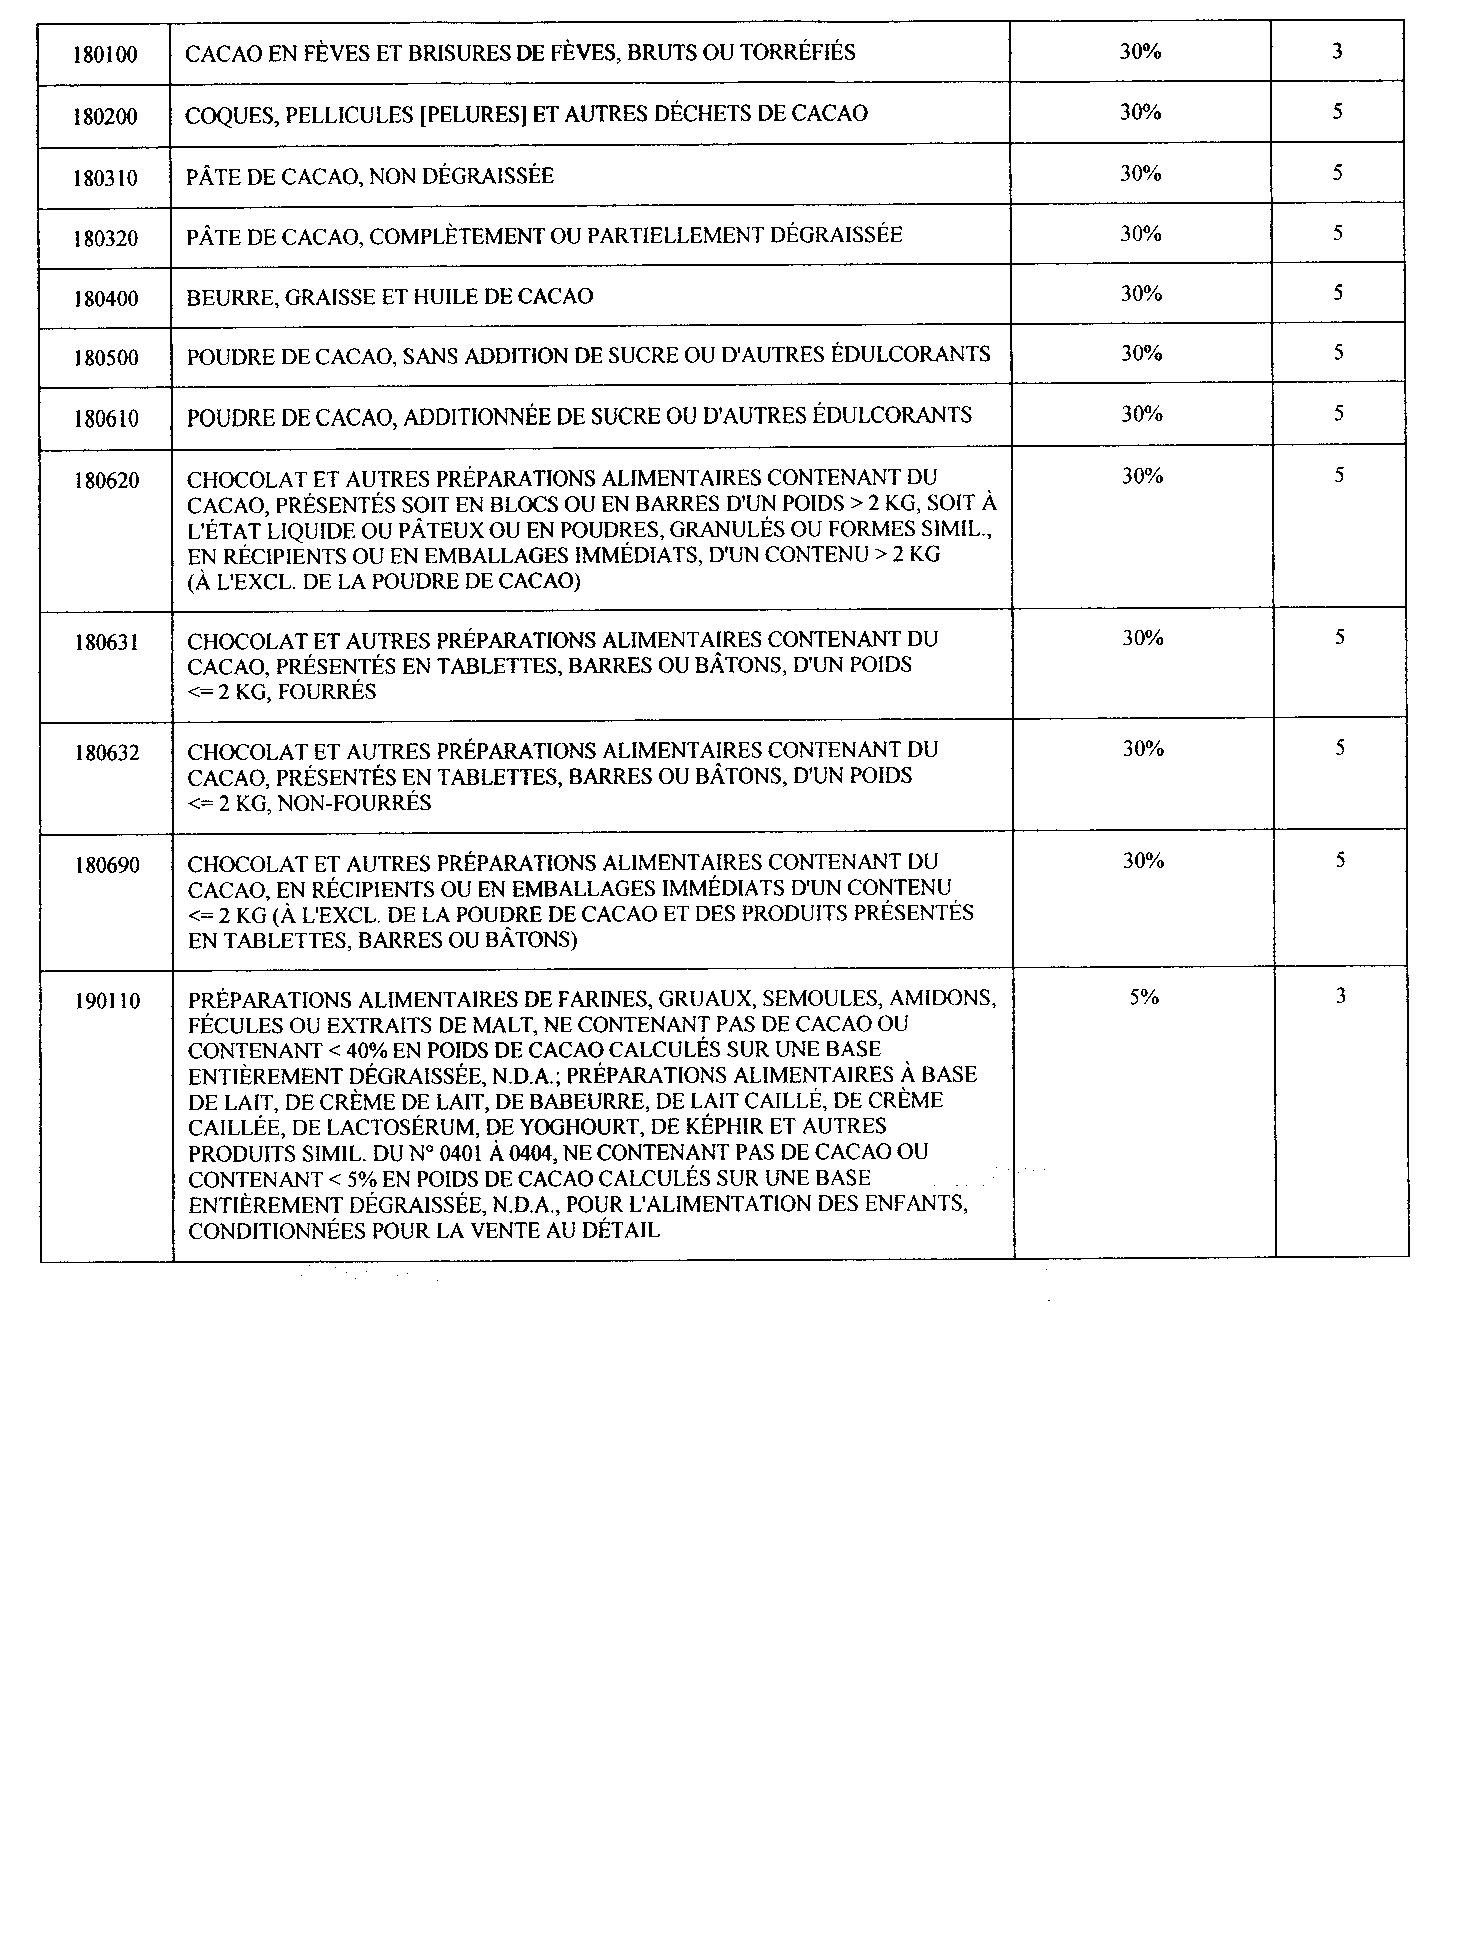 180100 CACAO EN FÈVES ET BRISURES DE FÈVES, BRUTS OU TORRÉFIÉS 30% 3
180200 COQUES, PELLICULES [PELURES] ET AUTRES DÉCHETS DE CACAO 30% 5
180310 PÂTE DE CACAO, NON DÉGRAISSÉE 30% 5
180320 PÂTE DE CACAO, COMPLÈTEMENT OU PARTIELLEMENT DÉGRAISSÉE 30% 5
180400 BEURRE, GRAISSE ET HUILE DE CACAO 30% 5
180500 POUDRE DE CACAO, SANS ADDITION DE SUCRE OU D'AUTRES ÉDULCORANTS 30% 5
180610 POUDRE DE CACAO, ADDITIONNÉE DE SUCRE OU D'AUTRES ÉDULCORANTS 30% 5
180620 CHOCOLAT ET AUTRES PRÉPARATIONS ALIMENTAIRES CONTENANT DU 30% 5
CACAO, PRÉSENTÉS SOIT EN BLOCS OU EN BARRES D'UN POIDS > 2 KG, SOIT À
L'ÉTAT LIQUIDE OU PÂTEUX OU EN POUDRES, GRANULÉS OU FORMES SIMIL.,
EN RÉCIPIENTS OU EN EMBALLAGES IMMÉDIATS, D'UN CONTENU > 2 KG
(À L'EXCL. DE LA POUDRE DE CACAO)
180631 CHOCOLAT ET AUTRES PRÉPARATIONS ALIMENTAIRES CONTENANT DU 30% 5
CACAO, PRÉSENTÉS EN TABLETTES, BARRES OU BÂTONS, D'UN POIDS
<= 2 KG, FOURRÉS
180632 CHOCOLAT ET AUTRES PRÉPARATIONS ALIMENTAIRES CONTENANT DU 30% 5
CACAO, PRÉSENTÉS EN TABLETTES, BARRES OU BÂTONS, D'UN POIDS
<= 2 KG, NON-FOURRÉS
180690 CHOCOLAT ET AUTRES PRÉPARATIONS ALIMENTAIRES CONTENANT DU 30% 5
CACAO, EN RÉCIPIENTS OU EN EMBALLAGES IMMÉDIATS D'UN CONTENU
<= 2 KG (À L'EXCL. DE LA POUDRE DE CACAO ET DES PRODUITS PRÉSENTÉS
EN TABLETTES, BARRES OU BÂTONS)
190110 PRÉPARATIONS ALIMENTAIRES DE FARINES, GRUAUX, SEMOULES, AMIDONS, 5% 3
FÉCULES OU EXTRAITS DE MALT, NE CONTENANT PAS DE CACAO OU
CONTENANT < 40% EN POIDS DE CACAO CALCULÉS SUR UNE BASE
ENTIÈREMENT DÉGRAISSÉE, N.D.A.; PRÉPARATIONS ALIMENTAIRES À BASE
DE LAIT, DE CRÈME DE LAIT, DE BABEURRE, DE LAIT CAILLÉ, DE CRÈME
CAILLÉE, DE LACTOSÉRUM, DE YOGHOURT, DE KÉPHIR ET AUTRES
PRODUITS SIMIL. DU N° 0401 À 0404, NE CONTENANT PAS DE CACAO OU
CONTENANT < 5% EN POIDS DE CACAO CALCULÉS SUR UNE BASE
ENTIÈREMENT DÉGRAISSÉE, N.D.A., POUR L'ALIMENTATION DES ENFANTS,
CONDITIONNÉES POUR LA VENTE AU DÉTAIL